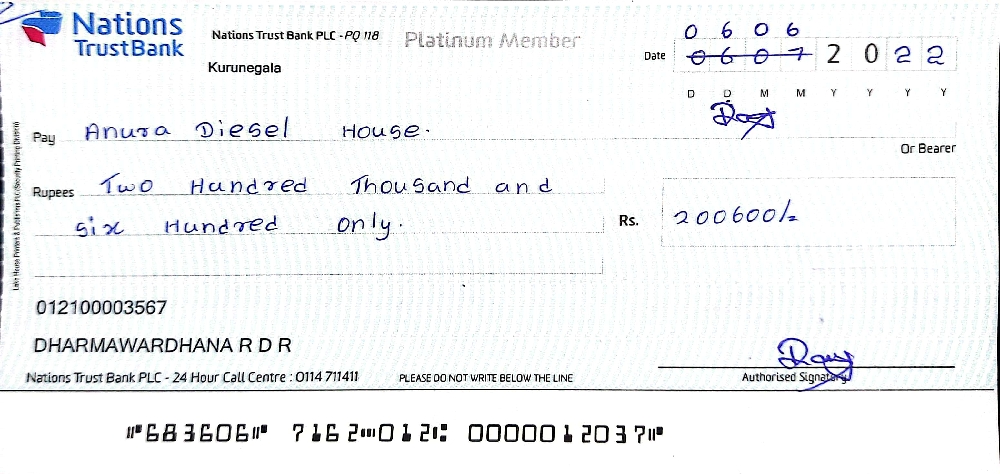 Nations
TrustBank
Nations Trust Bank PLC - PQ 118
Platinum Member
Kurunegala
0 6 0 6
Date 0 6 0 7 2 0 2 2
D D M M Y Y Y Y
Pay Anura Diesel House.
Or Bearer
Rupees Two Hundred Thousand and
six Hundred only.
Rs. 200600/=
012100003567
DHARMAWARDHANA R D R
Nations Trust Bank PLC - 24 Hour Call Centre : 0114 711411
PLEASE DO NOT WRITE BELOW THE LINE
Authorised Signatory
⑈683606⑈ 7162⑉012⑆ 0000012037⑈